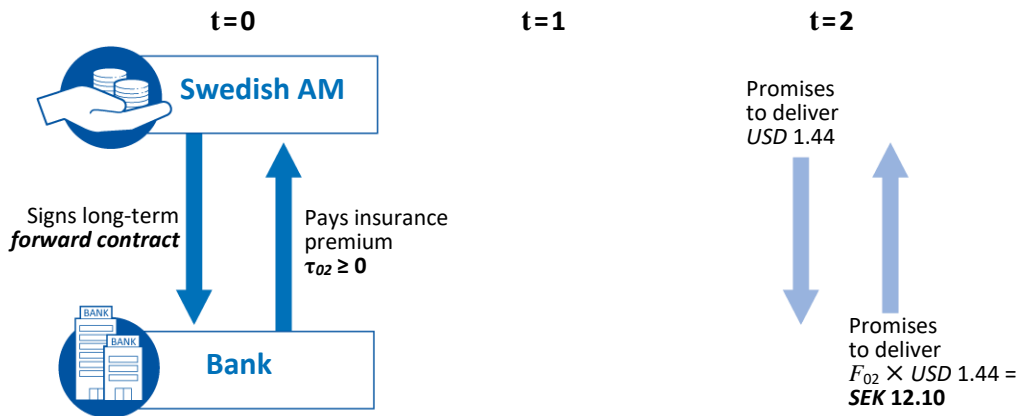 t=0
t=1
t=2
Swedish AM
Promises
to deliver
USD 1.44
Signs long-term
forward contract
Pays insurance
premium
τ02 ≥ 0
BANK
BANK
Bank
Promises
to deliver
F02 × USD 1.44 =
SEK 12.10